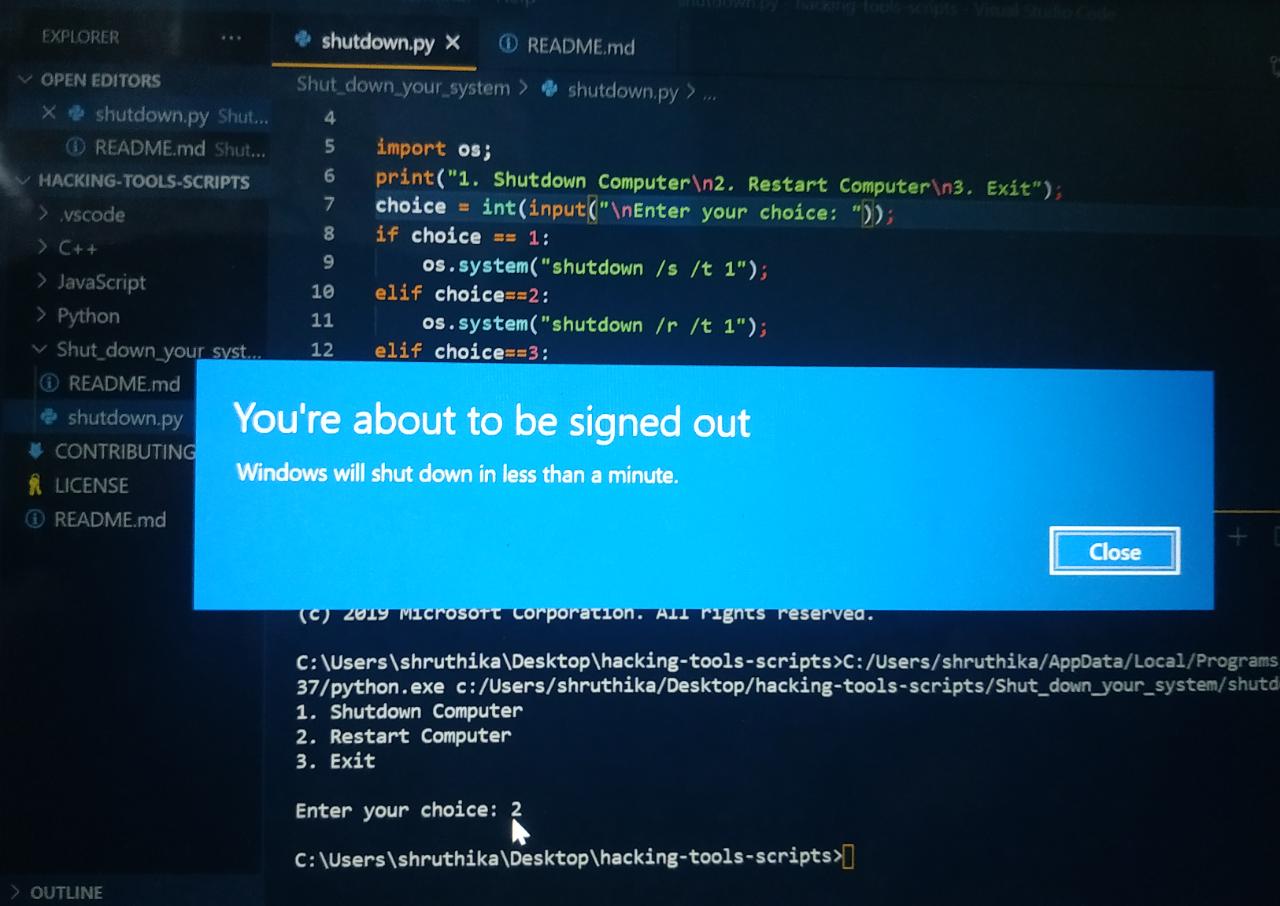 shutdown.py - hacking-tools-scripts - Visual Studio Code
EXPLORER ...
shutdown.py
README.md
OPEN EDITORS
Shut_down_your_system > shutdown.py > ...
shutdown.py Shut...
README.md Shut...
HACKING-TOOLS-SCRIPTS
.vscode
C++
JavaScript
Python
Shut_down_your_syst...
README.md
shutdown.py
CONTRIBUTING
LICENSE
README.md
4
5 import os;
6 print("1. Shutdown Computer\n2. Restart Computer\n3. Exit");
7 choice = int(input("\nEnter your choice: "));
8 if choice == 1:
9 os.system("shutdown /s /t 1");
10 elif choice==2:
11 os.system("shutdown /r /t 1");
12 elif choice==3:
You're about to be signed out
Windows will shut down in less than a minute.
Close
(c) 2019 Microsoft Corporation. All rights reserved.
C:\Users\shruthika\Desktop\hacking-tools-scripts>C:/Users/shruthika/AppData/Local/Programs
37/python.exe c:/Users/shruthika/Desktop/hacking-tools-scripts/Shut_down_your_system/shutd
1. Shutdown Computer
2. Restart Computer
3. Exit
Enter your choice: 2
C:\Users\shruthika\Desktop\hacking-tools-scripts>
OUTLINE